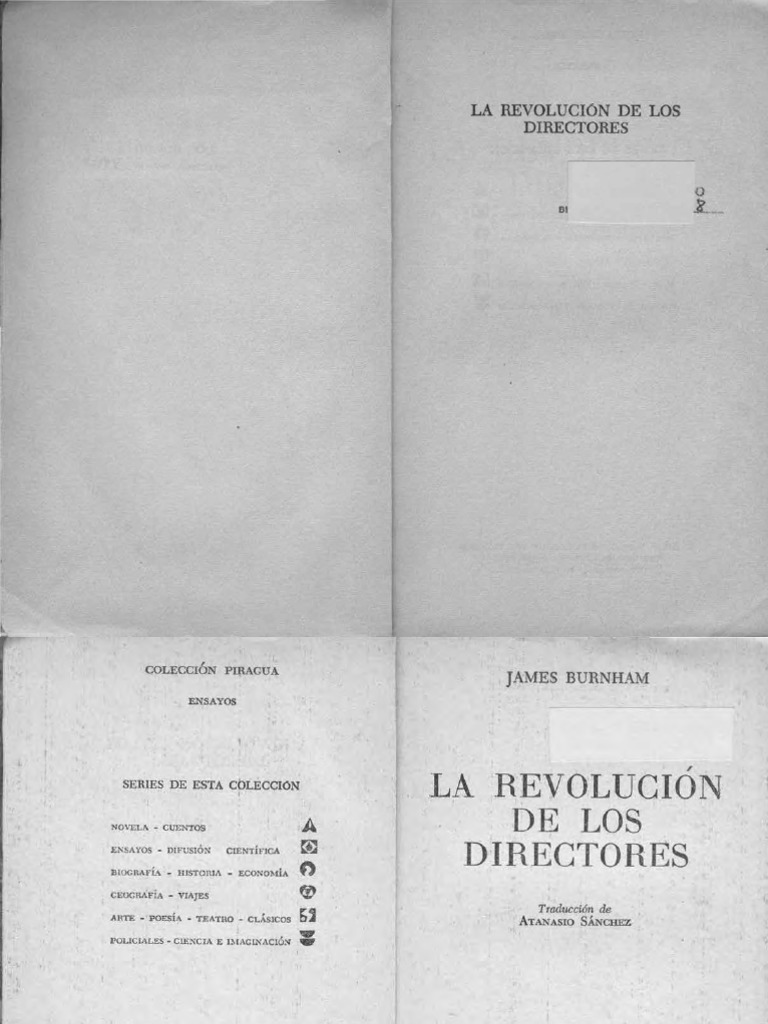 LA REVOLUCIÓN DE LOS
DIRECTORES
COLECCIÓN PIRAGUA
ENSAYOS
SERIES DE ESTA COLECCIÓN
NOVELA - CUENTOS
ENSAYOS - DIFUSIÓN CIENTÍFICA
BIOGRAFÍA - HISTORIA - ECONOMÍA
GEOGRAFÍA - VIAJES
ARTE - POESÍA - TEATRO - CLÁSICOS
POLICIALES - CIENCIA E IMAGINACIÓN
JAMES BURNHAM
LA REVOLUCIÓN
DE LOS
DIRECTORES
Traducción de
ATANASIO SÁNCHEZ